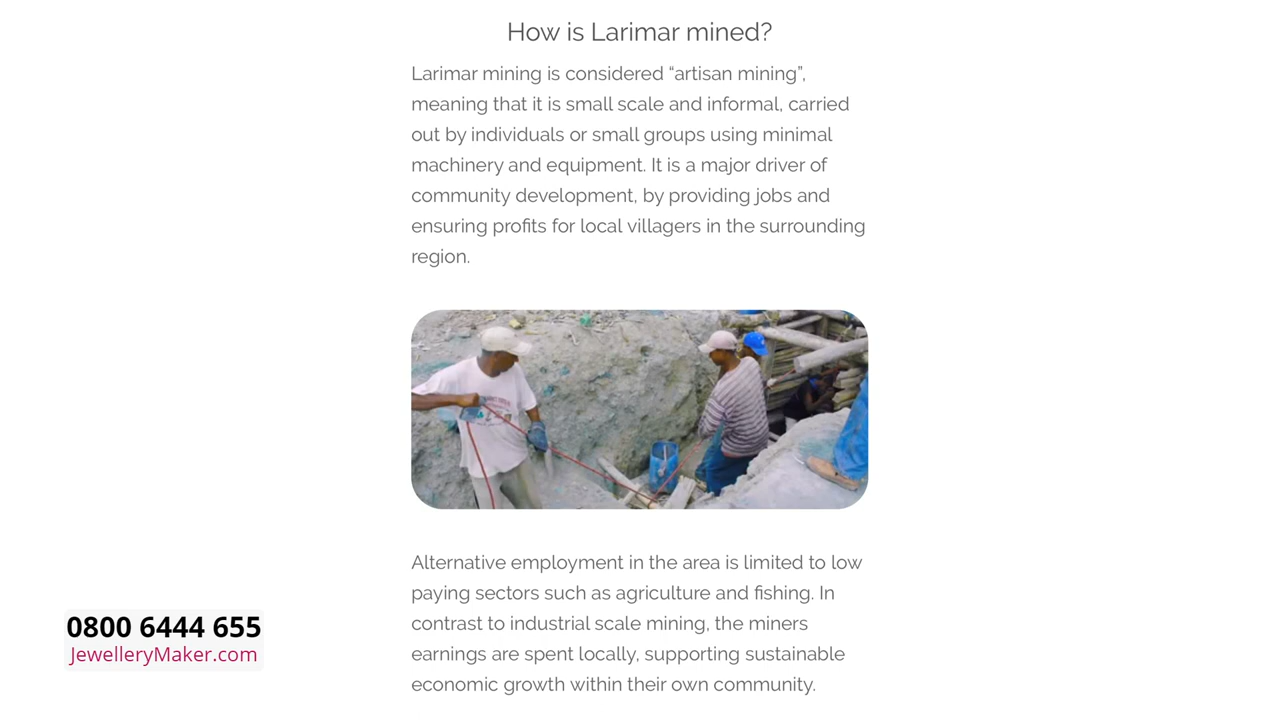 How is Larimar mined?
Larimar mining is considered “artisan mining”,
meaning that it is small scale and informal, carried
out by individuals or small groups using minimal
machinery and equipment. It is a major driver of
community development, by providing jobs and
ensuring profits for local villagers in the surrounding
region.
Alternative employment in the area is limited to low
paying sectors such as agriculture and fishing. In
contrast to industrial scale mining, the miners
earnings are spent locally, supporting sustainable
economic growth within their own community.
0800 6444 655
JewelleryMaker.com